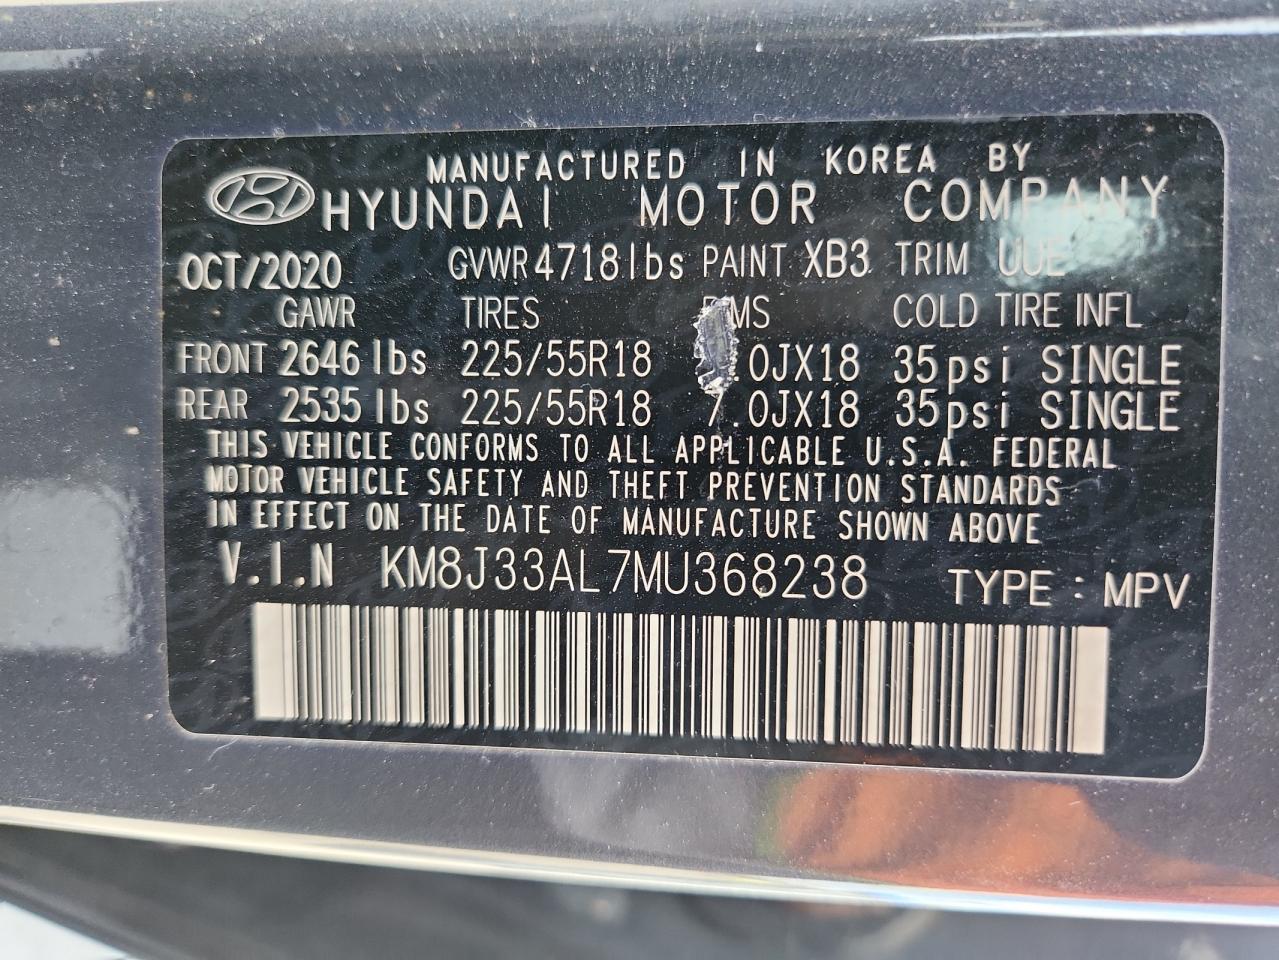 MANUFACTURED IN KOREA BY
HYUNDAI MOTOR COMPANY
OCT/2020 GVWR 4718lbs PAINT XB3 TRIM UUE
GAWR TIRES COLD TIRE INFL
FRONT 2646 lbs 225/55R18 .0JX18 35psi SINGLE
REAR 2535 lbs 225/55R18 7.0JX18 35psi SINGLE
THIS VEHICLE CONFORMS TO ALL APPLICABLE U.S.A. FEDERAL
MOTOR VEHICLE SAFETY AND THEFT PREVENTION STANDARDS
IN EFFECT ON THE DATE OF MANUFACTURE SHOWN ABOVE
V.I.N KM8J33AL7MU368238 TYPE : MPV